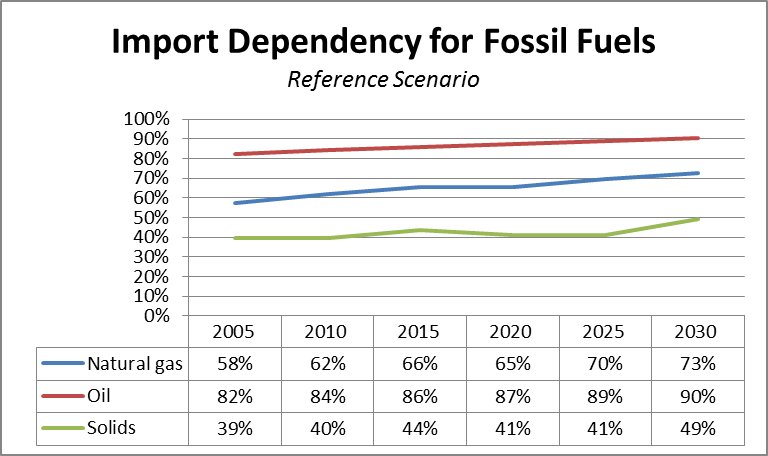 Import Dependency for Fossil Fuels
Reference Scenario
100%
90%
80%
70%
60%
50%
40%
30%
20%
10%
0%
2005 2010 2015 2020 2025 2030
Natural gas 58% 62% 66% 65% 70% 73%
Oil 82% 84% 86% 87% 89% 90%
Solids 39% 40% 44% 41% 41% 49%